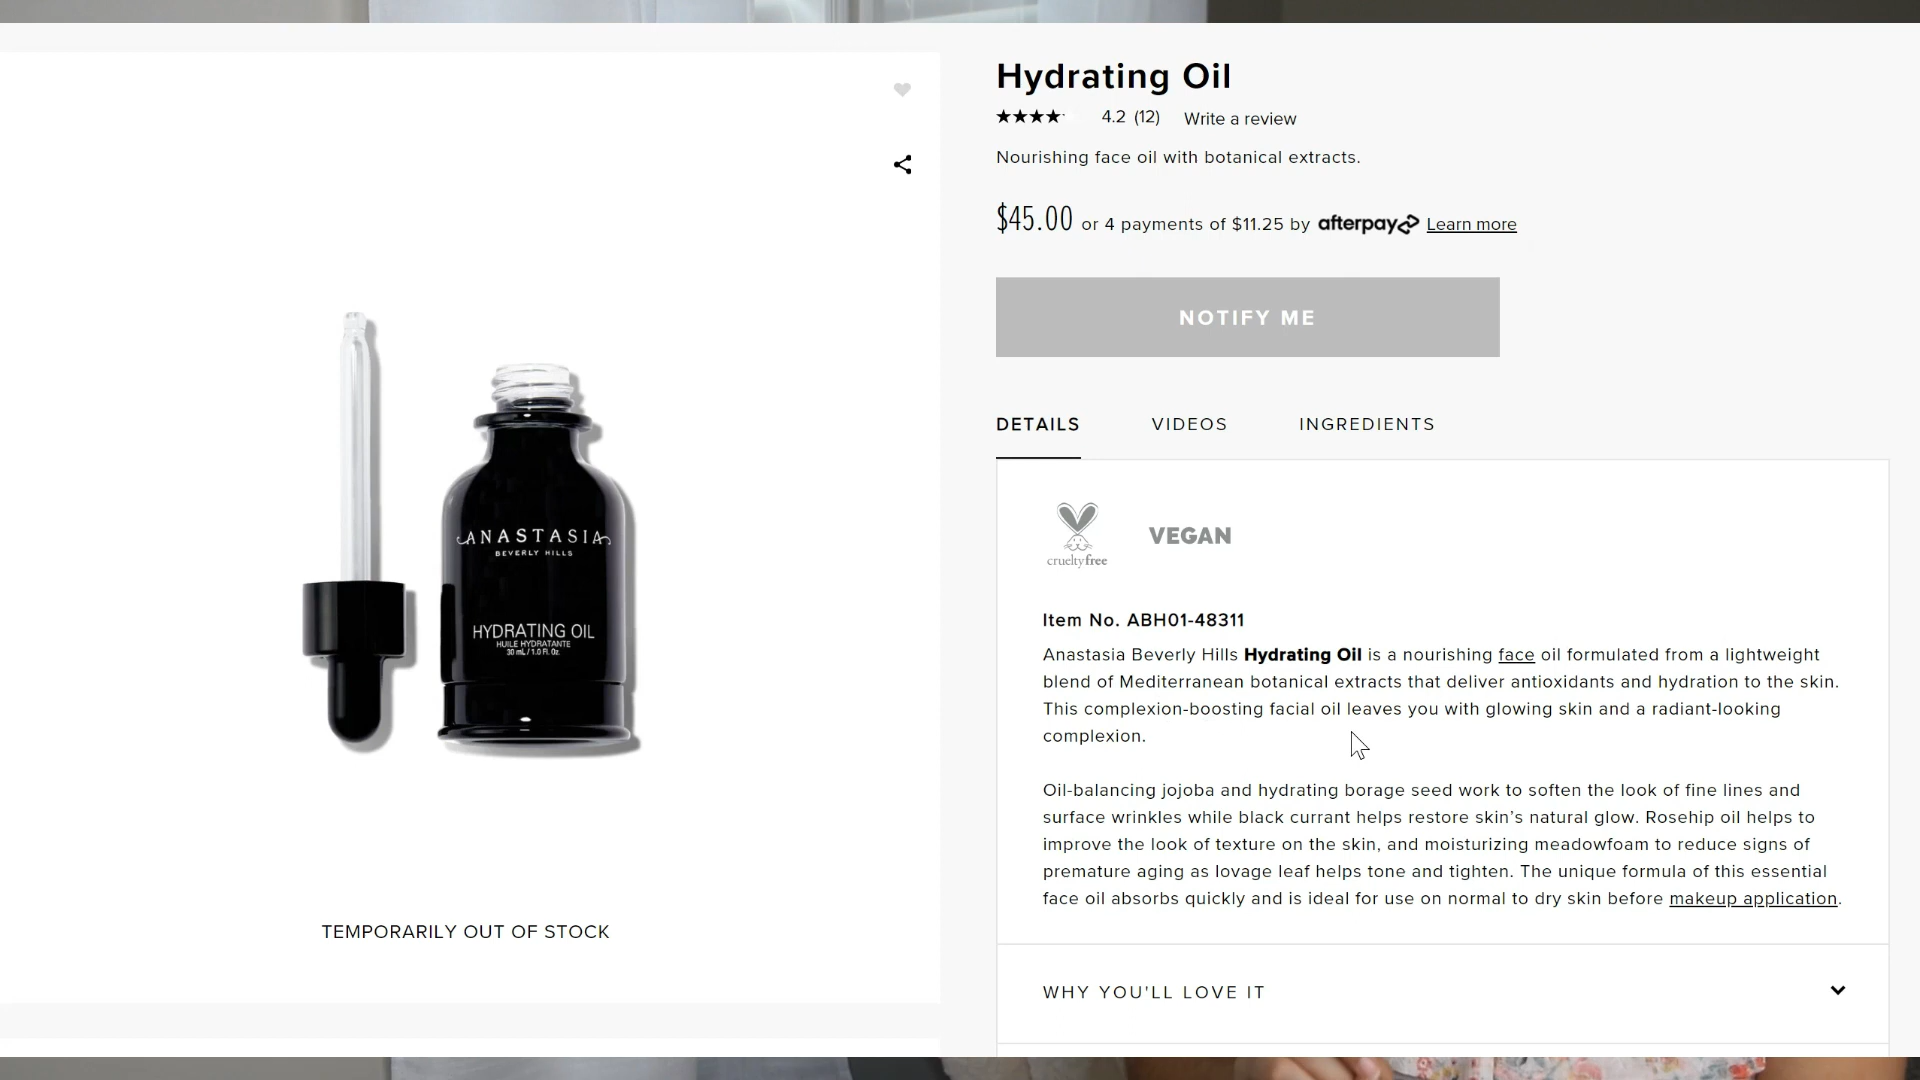 Hydrating Oil
4.2 (12) Write a review
Nourishing face oil with botanical extracts.
$45.00 or 4 payments of $11.25 by afterpay Learn more
NOTIFY ME
DETAILS VIDEOS INGREDIENTS
crueltyfree
VEGAN
Item No. ABH01-48311
Anastasia Beverly Hills Hydrating Oil is a nourishing face oil formulated from a lightweight
blend of Mediterranean botanical extracts that deliver antioxidants and hydration to the skin.
This complexion-boosting facial oil leaves you with glowing skin and a radiant-looking
complexion.
Oil-balancing jojoba and hydrating borage seed work to soften the look of fine lines and
surface wrinkles while black currant helps restore skin's natural glow. Rosehip oil helps to
improve the look of texture on the skin, and moisturizing meadowfoam to reduce signs of
premature aging as lovage leaf helps tone and tighten. The unique formula of this essential
face oil absorbs quickly and is ideal for use on normal to dry skin before makeup application.
WHY YOU'LL LOVE IT
ANASTASIA
BEVERLY HILLS
HYDRATING OIL
HUILE HYDRATANTE
30 mL / 1.0 Fl. Oz.
TEMPORARILY OUT OF STOCK